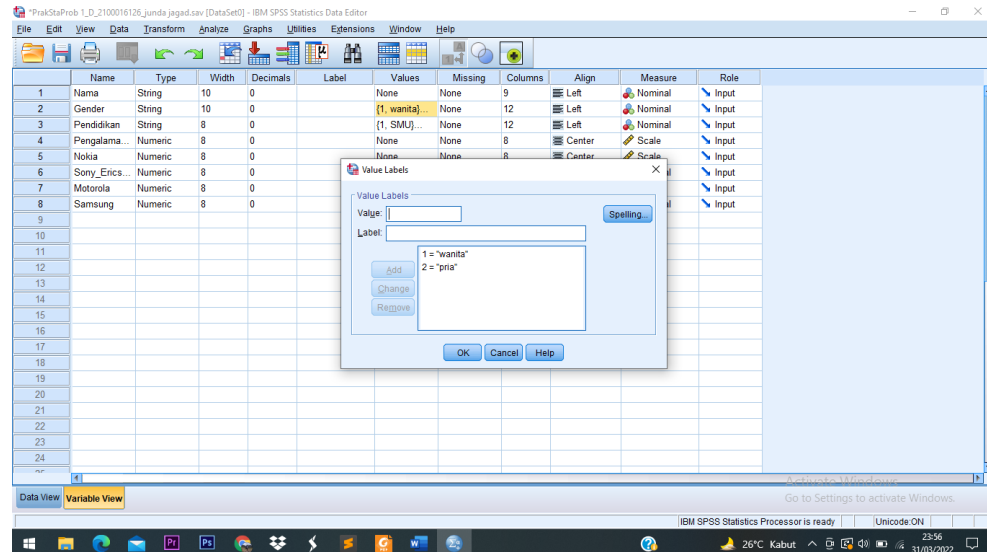 *PrakStaProb 1_D_2100016126_junda jagad.sav [DataSet0] - IBM SPSS Statistics Data Editor
File Edit View Data Transform Analyze Graphs Utilities Extensions Window Help
Name Type Width Decimals Label Values Missing Columns Align Measure Role
1 Nama String 10 0 None None 9 Left Nominal Input
2 Gender String 10 0 {1, wanita}... None 12 Left Nominal Input
3 Pendidikan String 8 0 {1, SMU}... None 12 Left Nominal Input
4 Pengalama... Numeric 8 0 None None 8 Center Scale Input
5 Nokia Numeric 8 0 None None 8 Center Scale Input
6 Sony_Erics... Numeric 8 0 Input
7 Motorola Numeric 8 0 Input
8 Samsung Numeric 8 0 Input
9
10
11
12
13
14
15
16
17
18
19
20
21
22
23
24
Value Labels
Value Labels
Value:
Spelling...
Label:
1 = "wanita"
2 = "pria"
Add
Change
Remove
OK Cancel Help
Activate Windows
Go to Settings to activate Windows.
Data View Variable View
IBM SPSS Statistics Processor is ready Unicode:ON
Pr Ps S G W 26°C Kabut 23:56
31/03/2022